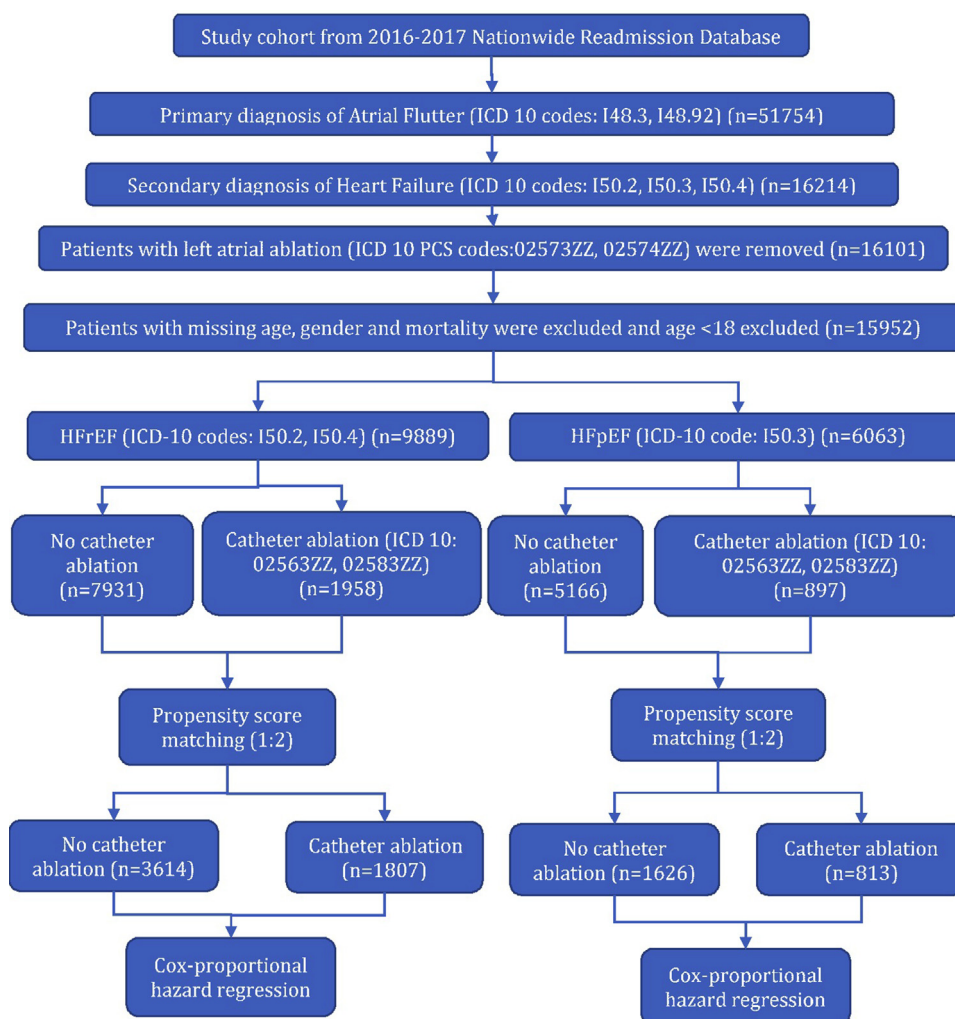 Study cohort from 2016-2017 Nationwide Readmission Database
Primary diagnosis of Atrial Flutter (ICD 10 codes: I48.3, I48.92) (n=51754)
Secondary diagnosis of Heart Failure (ICD 10 codes: I50.2, I50.3, I50.4) (n=16214)
Patients with left atrial ablation (ICD 10 PCS codes:02573ZZ, 02574ZZ) were removed (n=16101)
Patients with missing age, gender and mortality were excluded and age <18 excluded (n=15952)
HFrEF (ICD-10 codes: I50.2, I50.4) (n=9889)
HFpEF (ICD-10 code: I50.3) (n=6063)
No catheter
ablation
(n=7931)
Catheter ablation (ICD 10:
02563ZZ, 02583ZZ)
(n=1958)
No catheter
ablation
(n=5166)
Catheter ablation (ICD 10:
02563ZZ, 02583ZZ)
(n=897)
Propensity score
matching (1:2)
Propensity score
matching (1:2)
No catheter
ablation (n=3614)
Catheter ablation
(n=1807)
No catheter
ablation (n=1626)
Catheter ablation
(n=813)
Cox-proportional
hazard regression
Cox-proportional
hazard regression